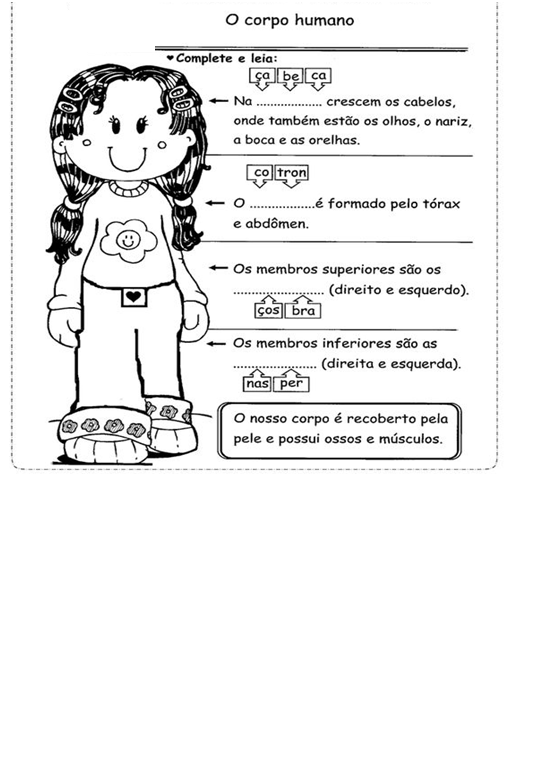 O corpo humano
♥Complete e leia:
ça be ca
Na ................... crescem os cabelos,
onde também estão os olhos, o nariz,
a boca e as orelhas.
co tron
O ..................é formado pelo tórax
e abdômen.
Os membros superiores são os
......................... (direito e esquerdo).
ços bra
Os membros inferiores são as
....................... (direita e esquerda).
nas per
O nosso corpo é recoberto pela
pele e possui ossos e músculos.